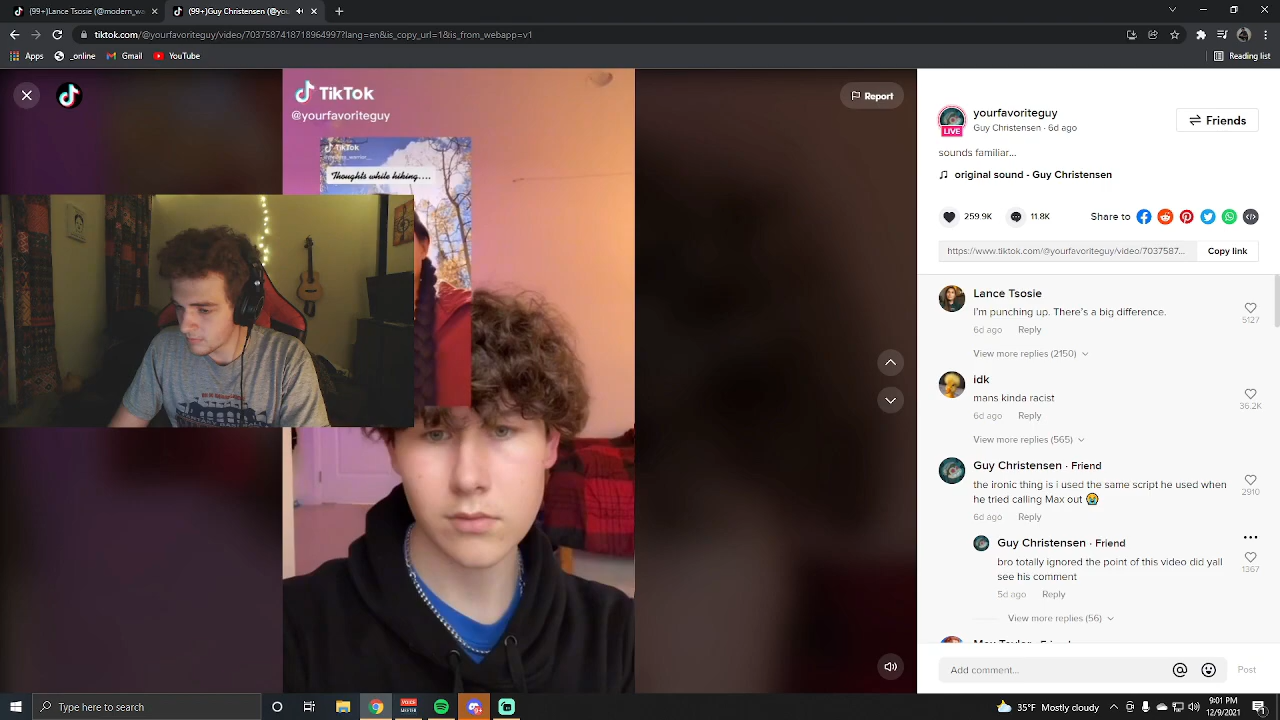 (99+)Lance Tsosie (@modern_wa
(99+) (@yo
tiktok.com/@yourfavoriteguy/video/7037587418718964997?lang=en&is_copy_url=1&is_from_webapp=v1
Apps
_online
Gmail
YouTube
Reading list
TikTok
@yourfavoriteguy
TikTok
Thoughts while hiking....
Report
yourfavoriteguy
LIVE
Guy Christensen · 6d ago
Friends
sounds familiar...
original sound - Guy Christensen
259.9K
11.8K
Share to
https://www.tiktok.com/@yourfavoriteguy/video/7037587...
Copy link
Lance Tsosie
I'm punching up. There's a big difference.
5127
6d ago Reply
View more replies (2150)
idk
mans kinda racist
36.2K
6d ago Reply
View more replies (565)
Guy Christensen · Friend
the ironic thing is i used the same script he used when
he tried calling Max out 😭
2910
6d ago Reply
Guy Christensen · Friend
bro totally ignored the point of this video did yall
see his comment
1367
5d ago Reply
View more replies (56)
Add comment...
Post
Type here to search
35°F Mostly cloudy
9:01 PM
12/9/2021